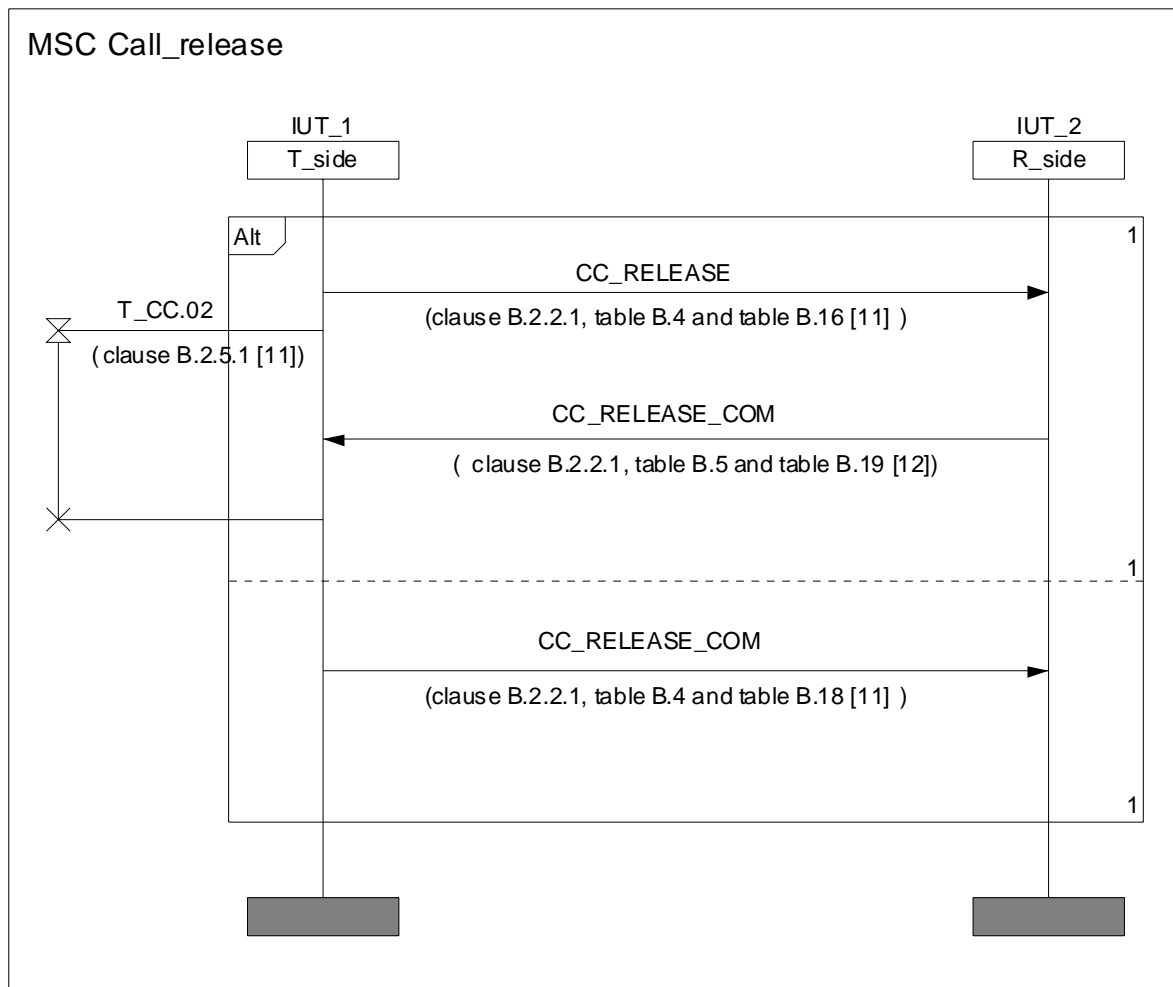 MSC Call_release
IUT_1
IUT_2
T_side
R_side
Alt
1
CC_RELEASE
(clause B.2.2.1, table B.4 and table B.16 [11] )
T_CC.02
( clause B.2.5.1 [11])
CC_RELEASE_COM
( clause B.2.2.1, table B.5 and table B.19 [12])
1
CC_RELEASE_COM
(clause B.2.2.1, table B.4 and table B.18 [11] )
1